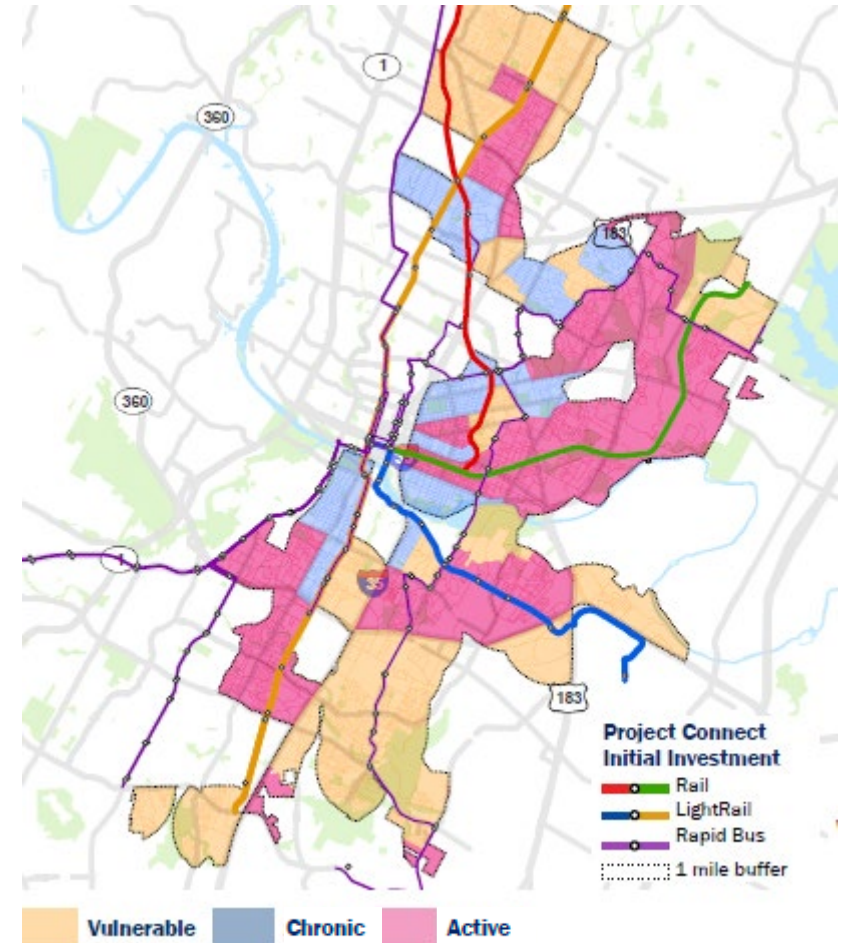 1
360
183
360
35
1
35
183
Project Connect
Initial Investment
Rail
LightRail
Rapid Bus
1 mile buffer
Vulnerable Chronic Active